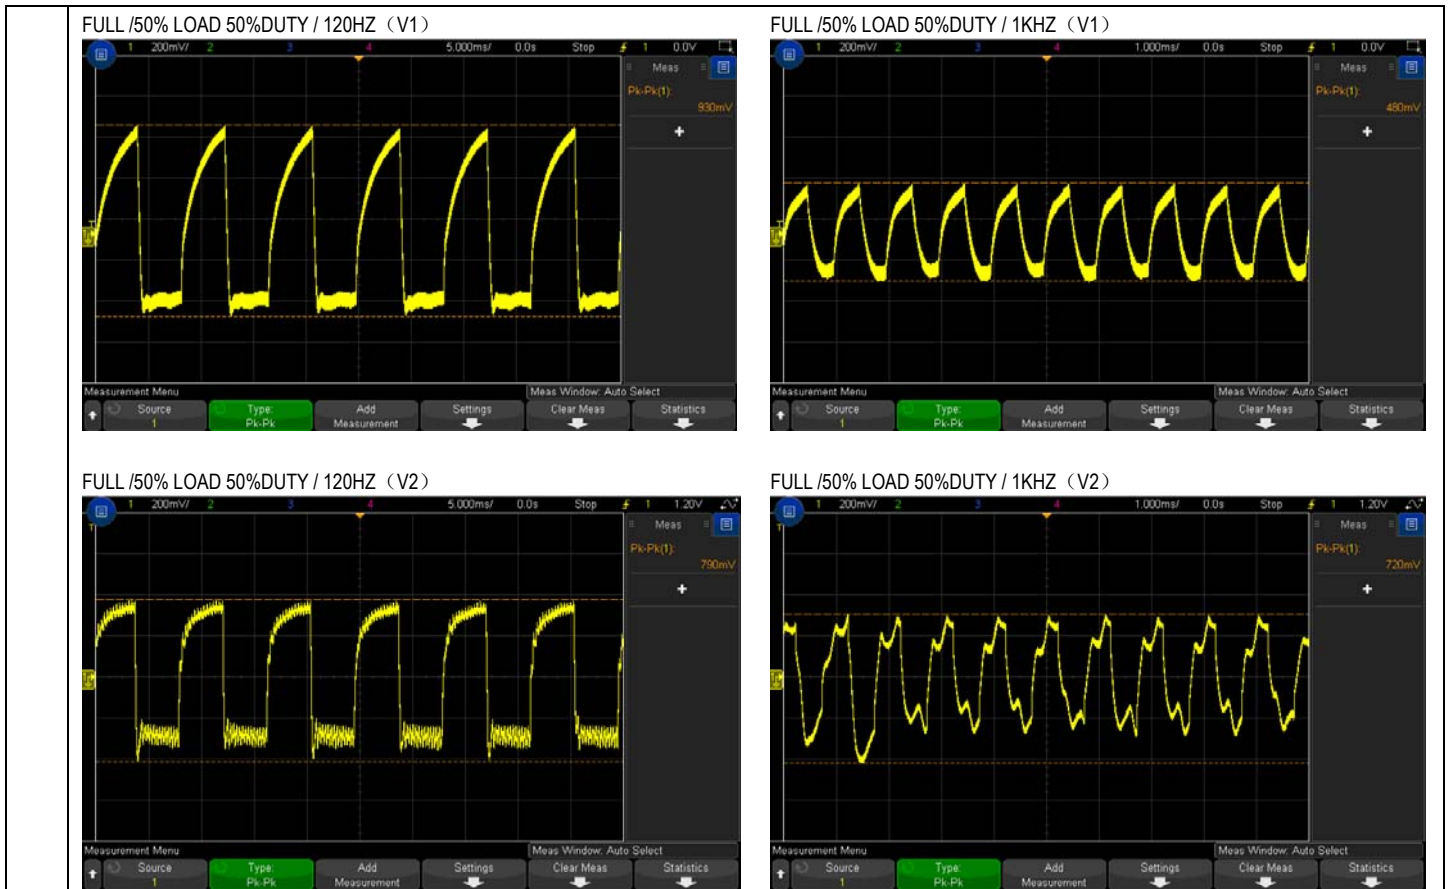 FULL /50% LOAD 50%DUTY / 120HZ（V1）
1 200mV/ 2 3 4 5.000ms/ 0.0s Stop 1 0.0V
Meas
Pk-Pk(1):
930mV
+
Measurement Menu
Meas Window: Auto Select
Source
1
Type:
Pk-Pk
Add
Measurement
Settings
Clear Meas
Statistics
FULL /50% LOAD 50%DUTY / 1KHZ（V1）
1 200mV/ 2 3 4 1.000ms/ 0.0s Stop 1 0.0V
Meas
Pk-Pk(1):
480mV
+
Measurement Menu
Meas Window: Auto Select
Source
1
Type:
Pk-Pk
Add
Measurement
Settings
Clear Meas
Statistics
FULL /50% LOAD 50%DUTY / 120HZ（V2）
1 200mV/ 2 3 4 5.000ms/ 0.0s Stop 1 1.20V
T
Meas
Pk-Pk(1):
790mV
+
Measurement Menu
Meas Window: Auto Select
Source
1
Type:
Pk-Pk
Add
Measurement
Settings
Clear Meas
Statistics
FULL /50% LOAD 50%DUTY / 1KHZ（V2）
1 200mV/ 2 3 4 1.000ms/ 0.0s Stop 1 1.20V
T
Meas
Pk-Pk(1):
720mV
+
Measurement Menu
Meas Window: Auto Select
Source
1
Type:
Pk-Pk
Add
Measurement
Settings
Clear Meas
Statistics